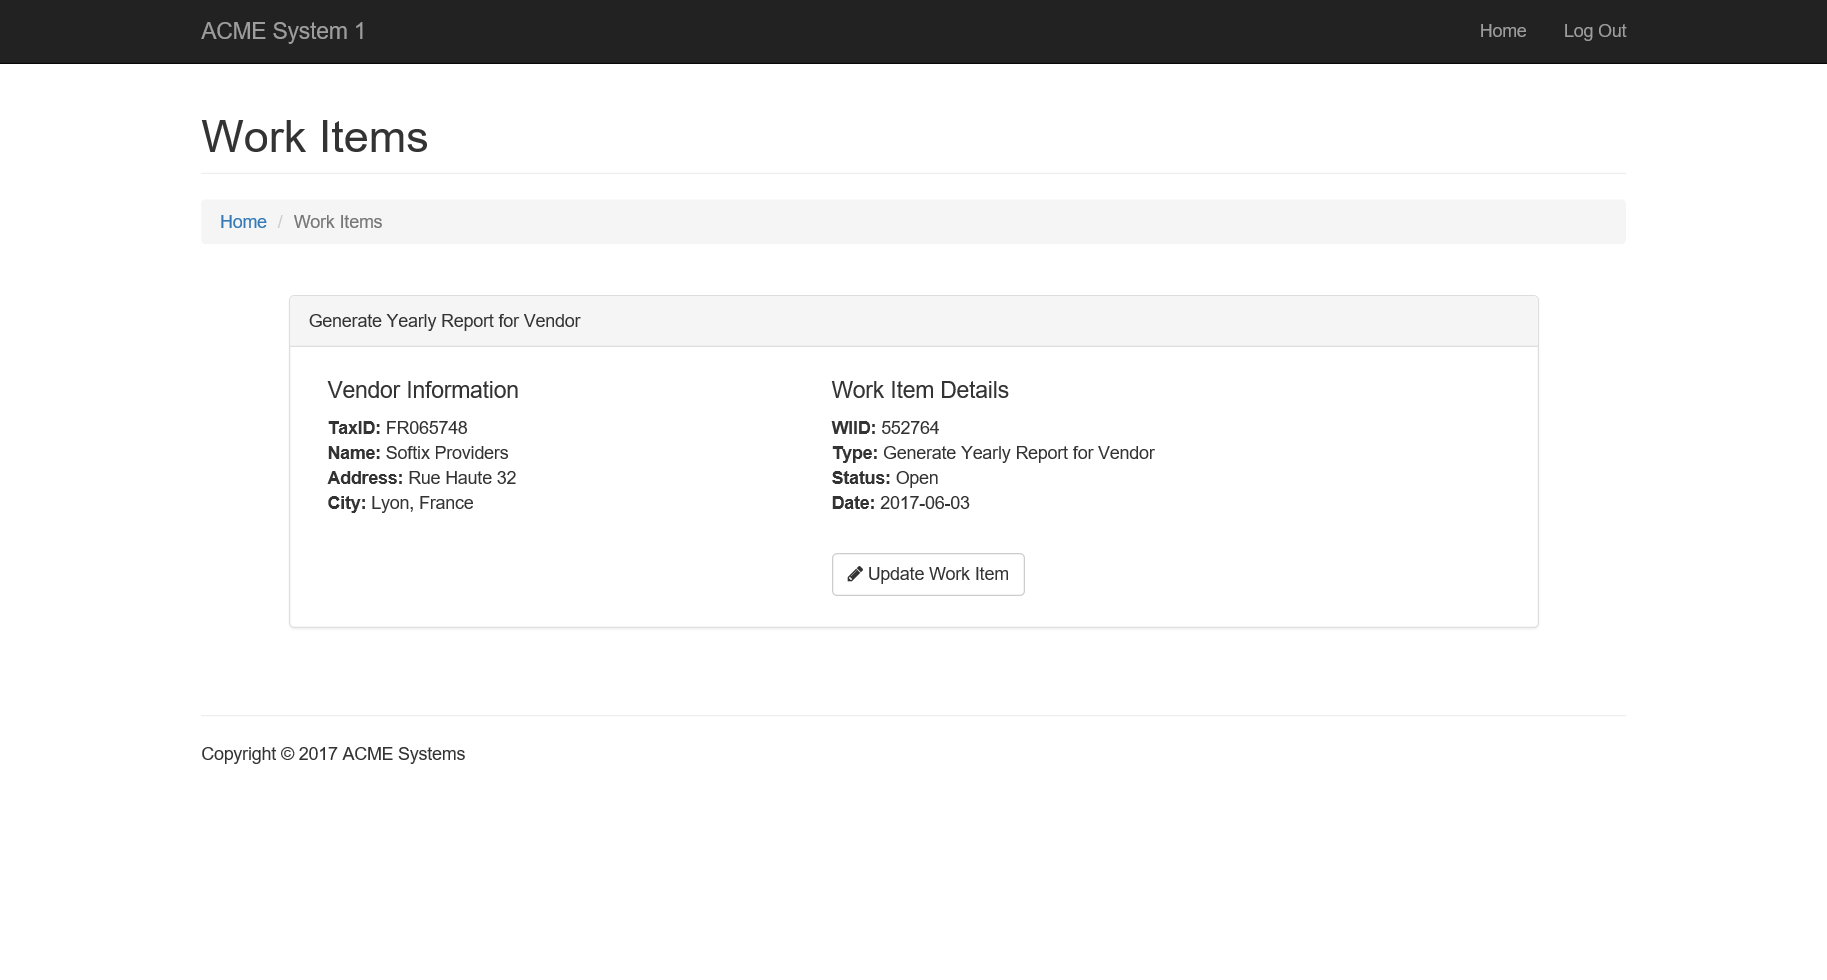 ACME System 1
Home
Log Out
Work Items
Home / Work Items
Generate Yearly Report for Vendor
Vendor Information
TaxID: FR065748
Name: Softix Providers
Address: Rue Haute 32
City: Lyon, France
Work Item Details
WIID: 552764
Type: Generate Yearly Report for Vendor
Status: Open
Date: 2017-06-03
Update Work Item
Copyright © 2017 ACME Systems